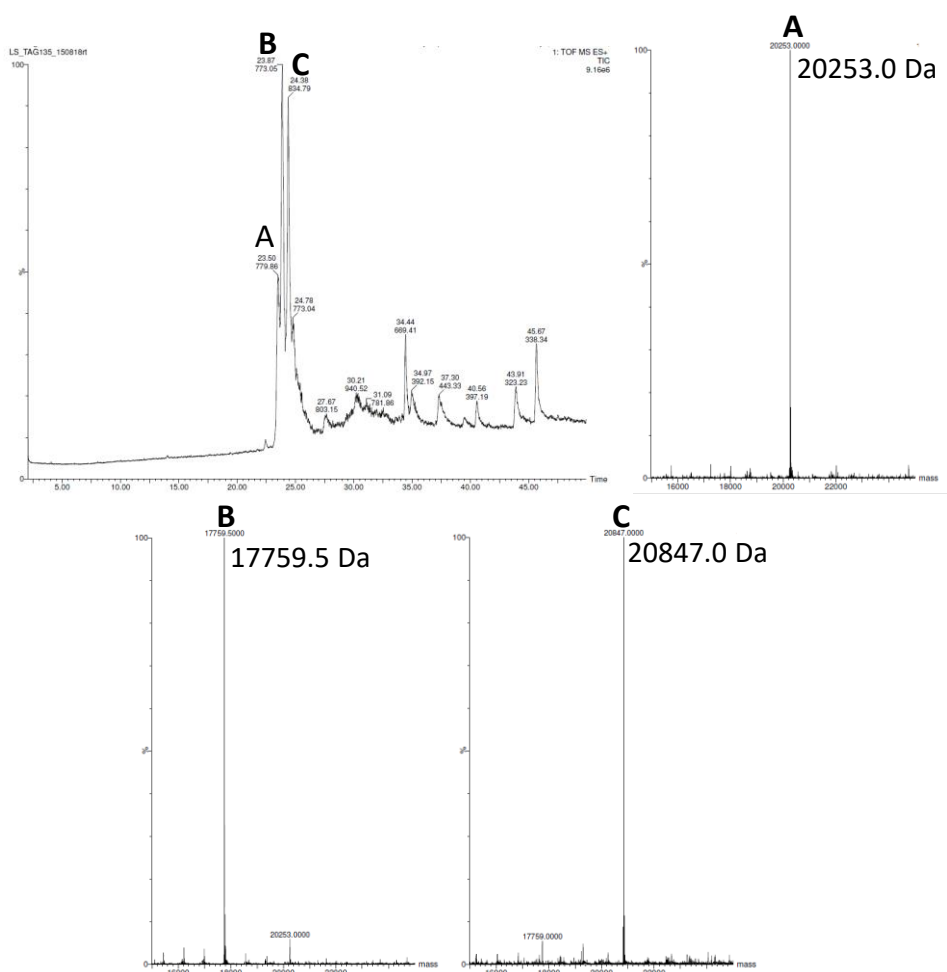 LS_TAG135_150818rt
1: TOF MS ES+
TIC
9.16e6
100
%
0
B
23.87
773.05
C
24.38
834.79
A
23.50
779.86
24.78
773.04
27.67
803.15
30.21
940.52
31.09
781.86
34.44
669.41
34.97
392.15
37.30
443.33
40.56
397.19
43.91
323.23
45.67
338.34
5.00 10.00 15.00 20.00 25.00 30.00 35.00 40.00 45.00
Time
A
20253.0000
20253.0 Da
100
%
0
16000 18000 20000 22000
mass
B
17759.5000
17759.5 Da
100
%
0
20253.0000
mass
C
20847.0000
20847.0 Da
100
%
0
17759.0000
mass